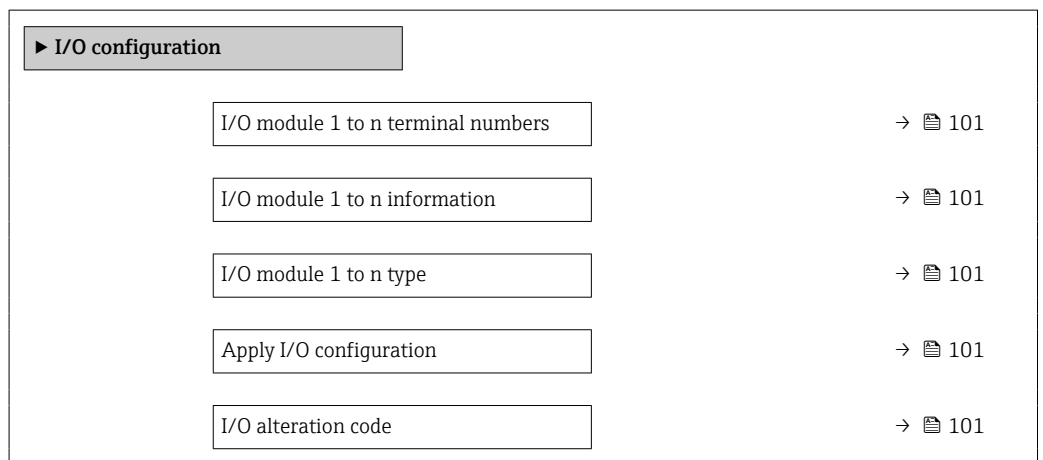 ► I/O configuration
I/O module 1 to n terminal numbers → 101
I/O module 1 to n information → 101
I/O module 1 to n type → 101
Apply I/O configuration → 101
I/O alteration code → 101